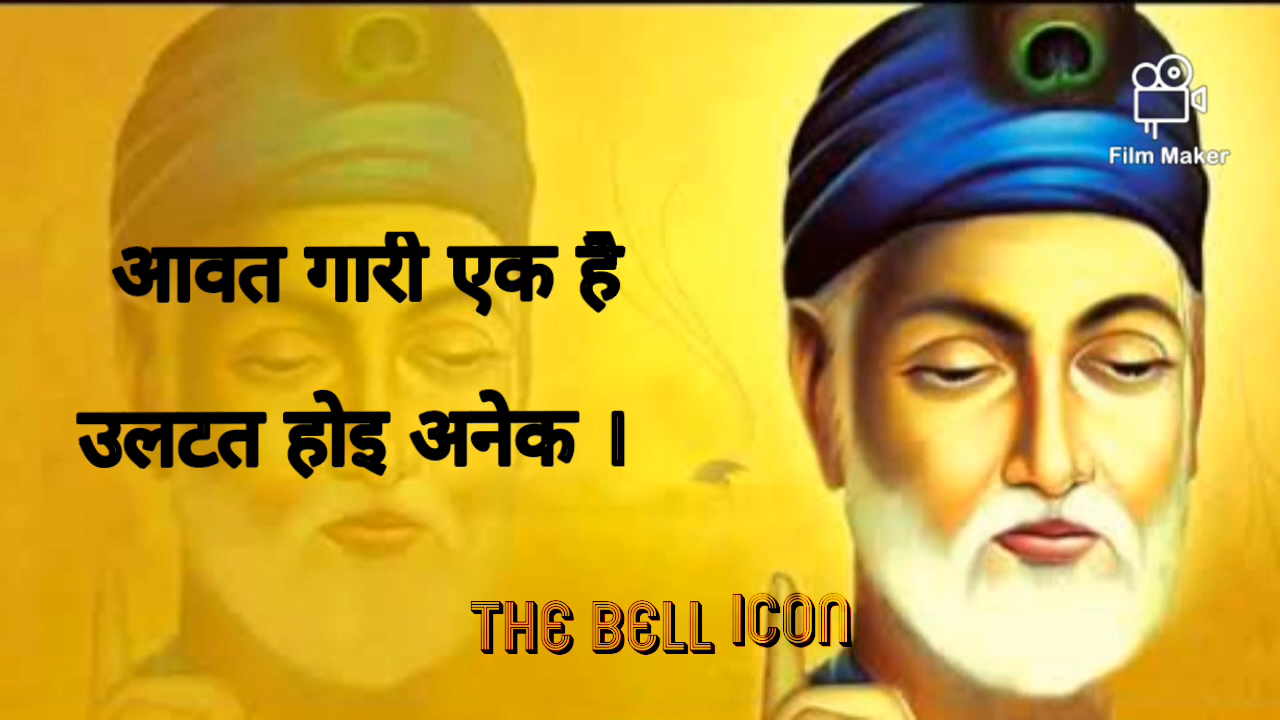 Film Maker
आवत गारी एक है
उलटत होइ अनेक ।
THE BELL ICON